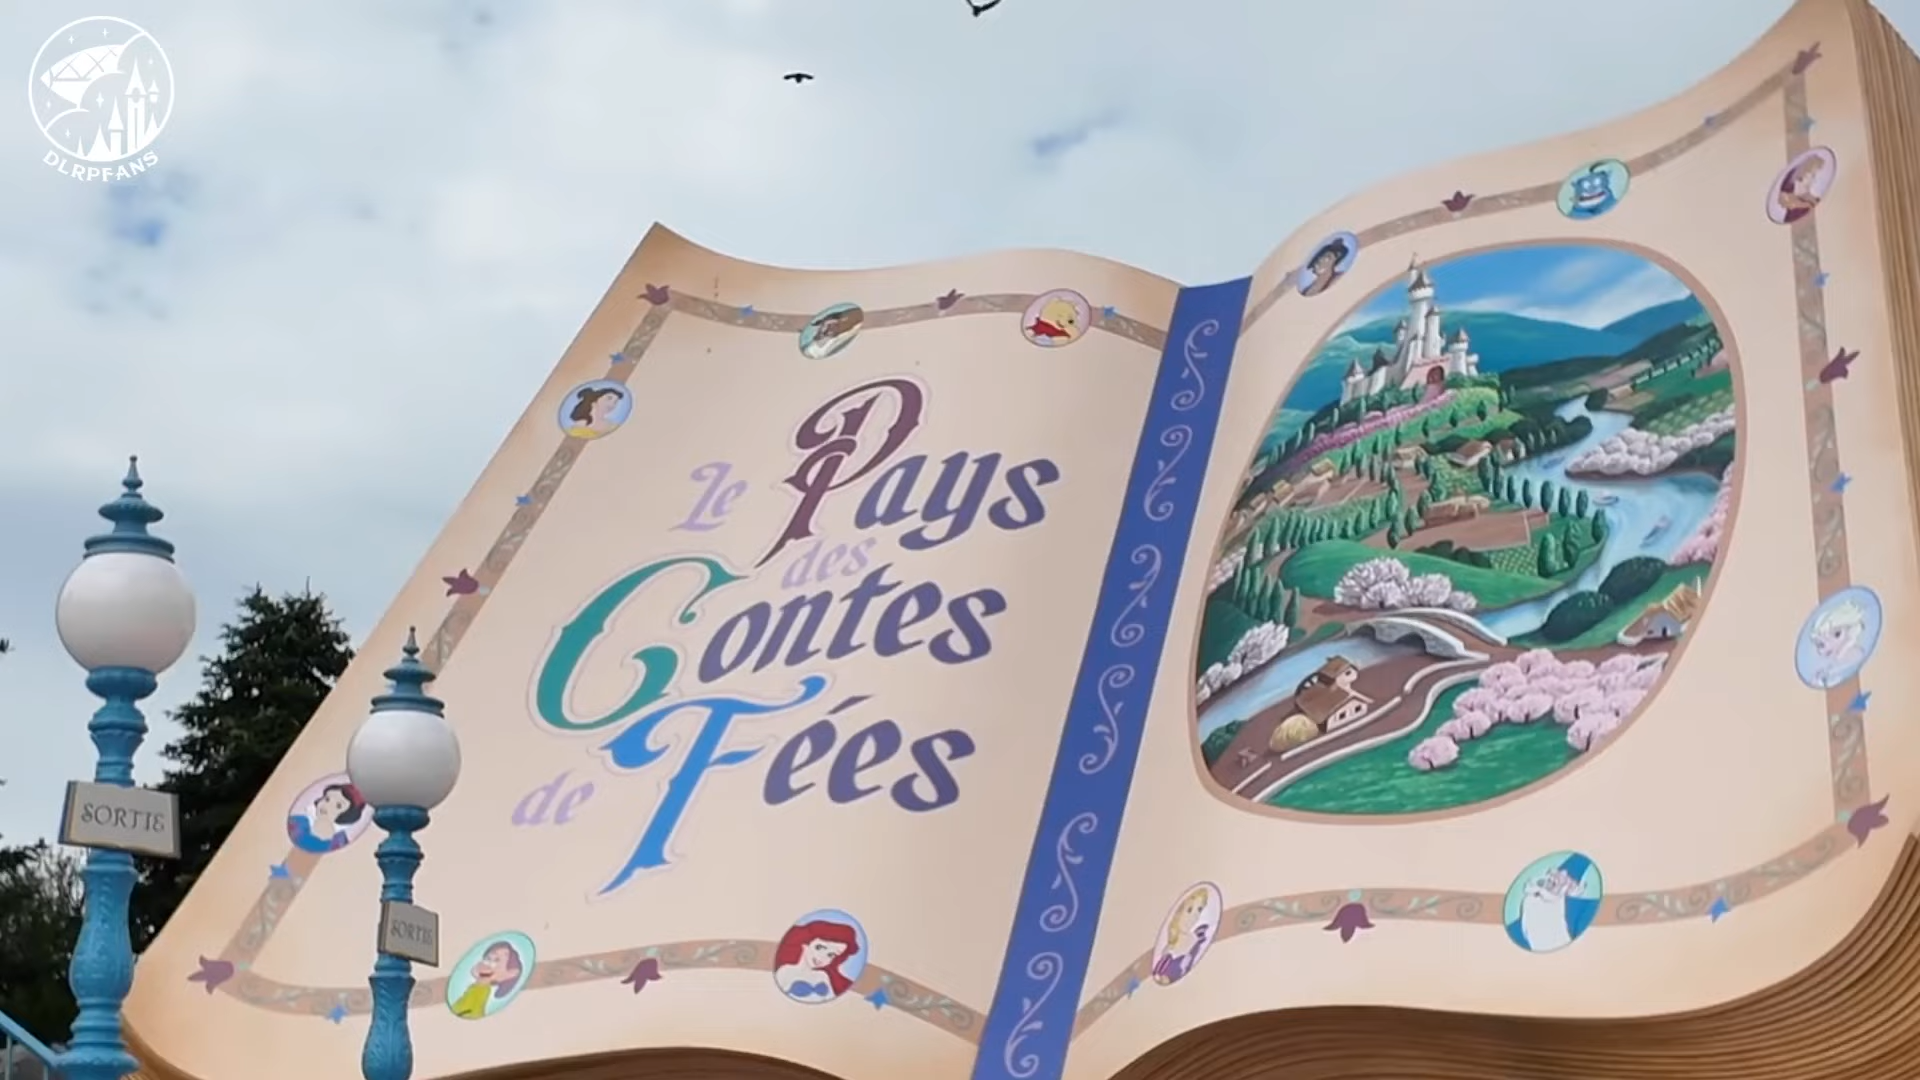 DLRPFANS
Le Pays
des
Contes
de Fées
SORTIE
SORTIE